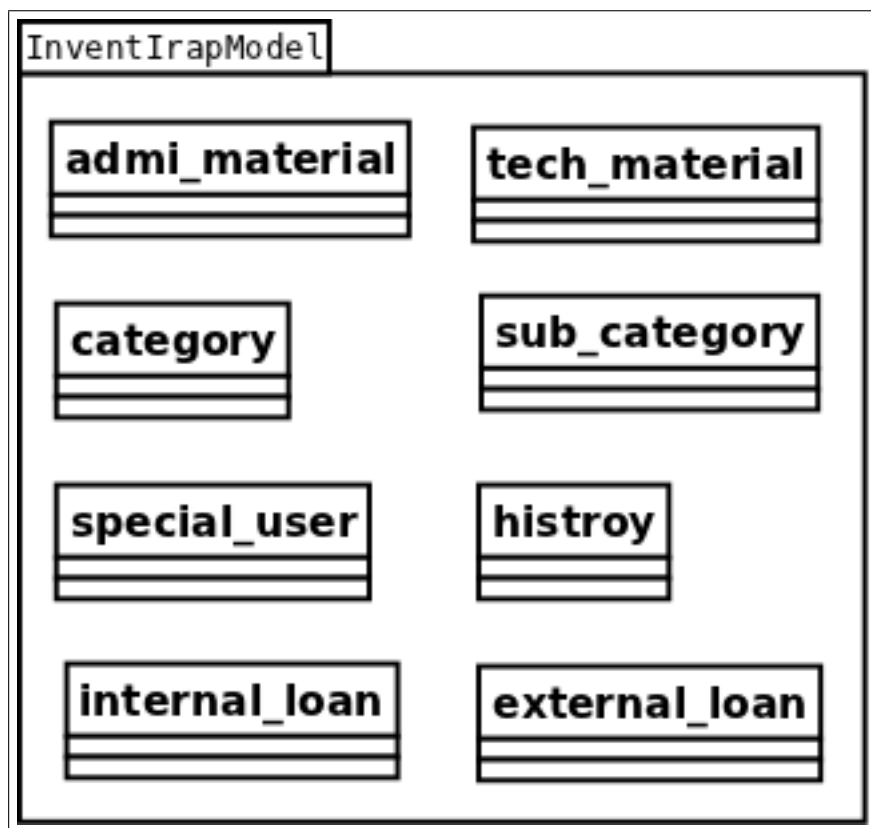 InventIrapModel
admi_material
tech_material
category
sub_category
special_user
histroy
internal_loan
external_loan